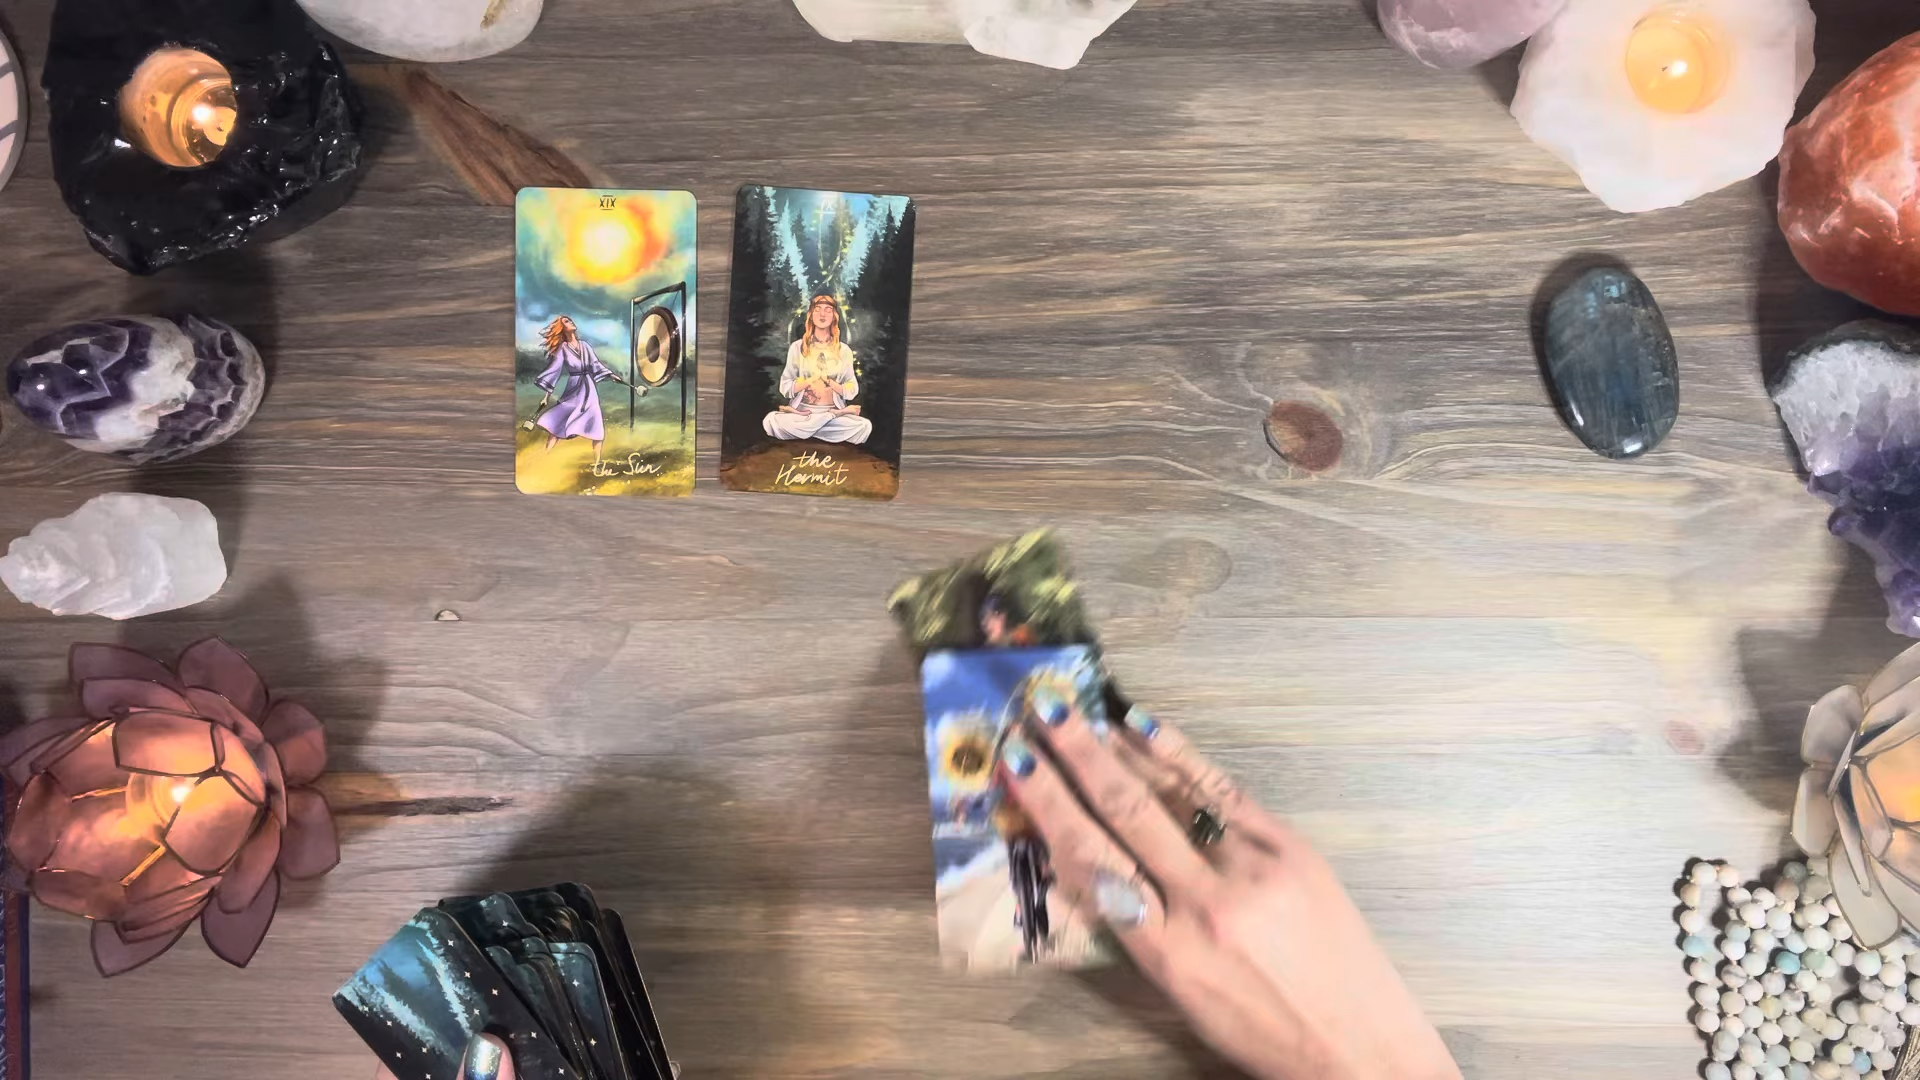 XIX
the Sun
the
Hermit